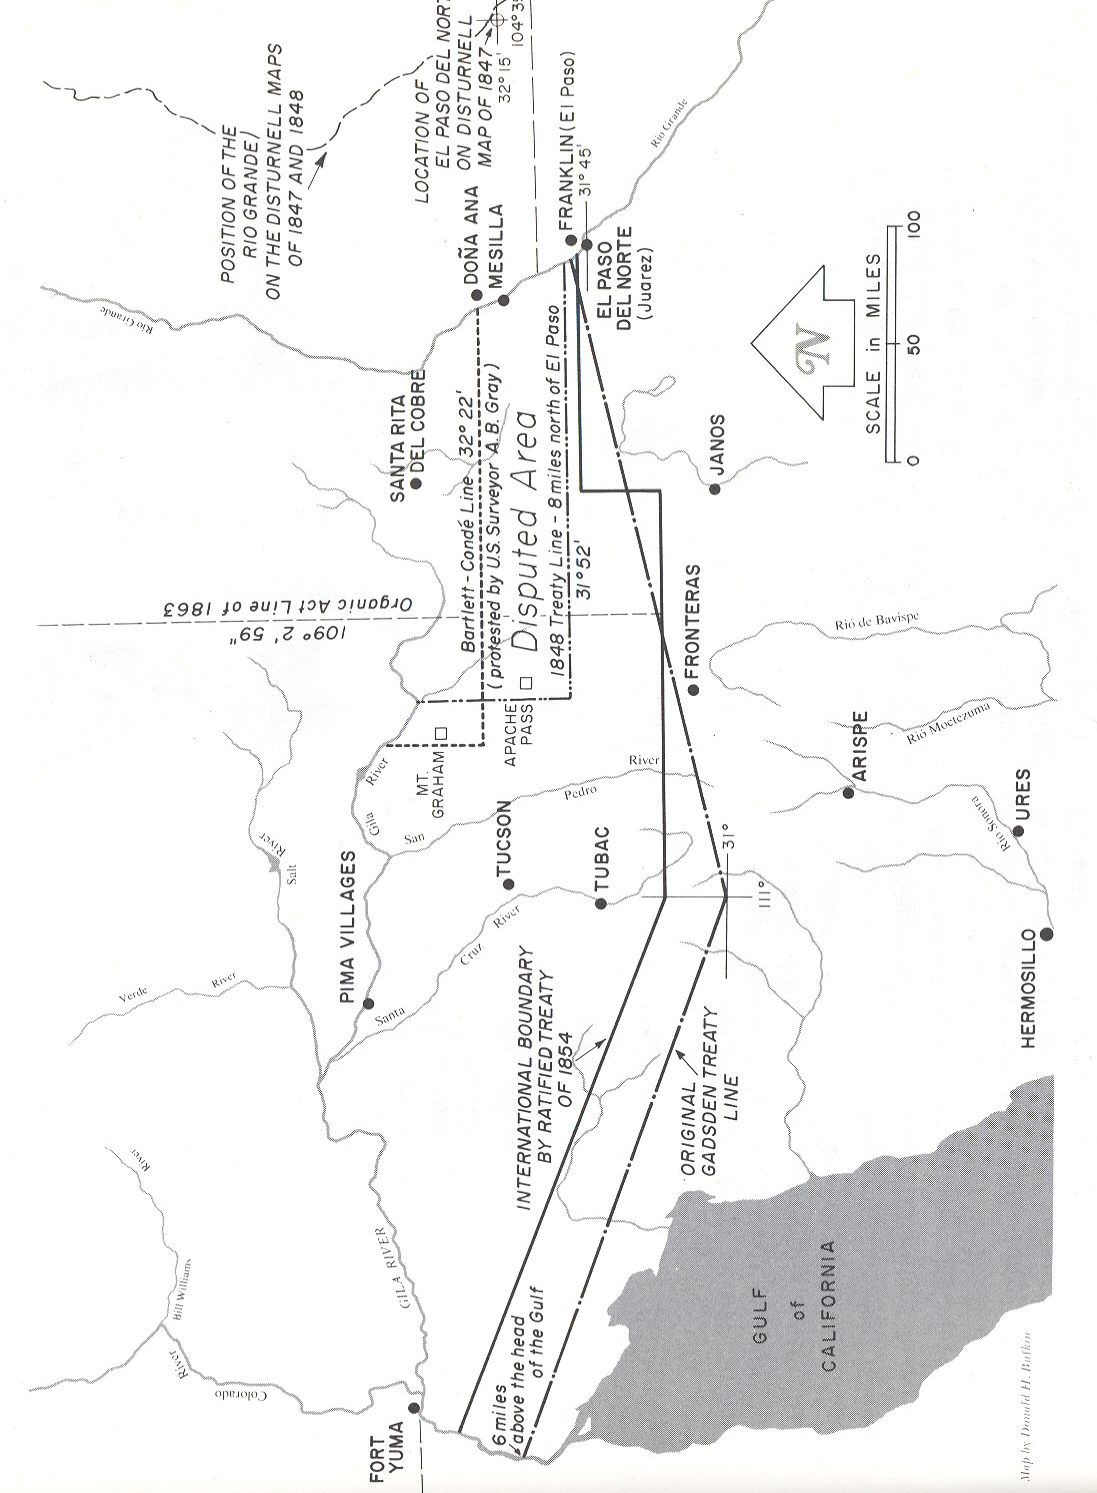 POSITION OF THE
RIO GRANDE)
ON THE DISTURNELL MAPS
OF 1847 AND 1848
LOCATION OF
EL PASO DEL NORT
ON DISTURNELL
MAP OF 1847
32° 15'
104° 39
Rio Grande
DOÑA ANA
MESILLA
FRANKLIN (El Paso)
31° 45'
EL PASO
DEL NORTE
(Juarez)
Rio Grande
SANTA RITA
DEL COBRE
Bartlett - Condé Line 32° 22'
(protested by U.S. Surveyor A. B. Gray)
Disputed Area
1848 Treaty Line - 8 miles north of El Paso
31° 52'
Organic Act Line of 1863
109° 2' 59"
JANOS
N
SCALE in MILES
0
50
100
FRONTERAS
APACHE
PASS
MT.
GRAHAM
Gila
River
San
Pedro
River
Salt
River
TUCSON
TUBAC
PIMA VILLAGES
Santa
Cruz
River
Verde
River
31°
111°
Rió de Bavispe
Rió Moctezuma
ARISPE
Rio Sonora
URES
HERMOSILLO
INTERNATIONAL BOUNDARY
BY RATIFIED TREATY
OF 1854
ORIGINAL
GADSDEN TREATY
LINE
GILA RIVER
Bill Williams
River
Colorado
River
FORT
YUMA
6 miles
above the head
of the Gulf
GULF
of
CALIFORNIA
Map by Donald H. Bufkin